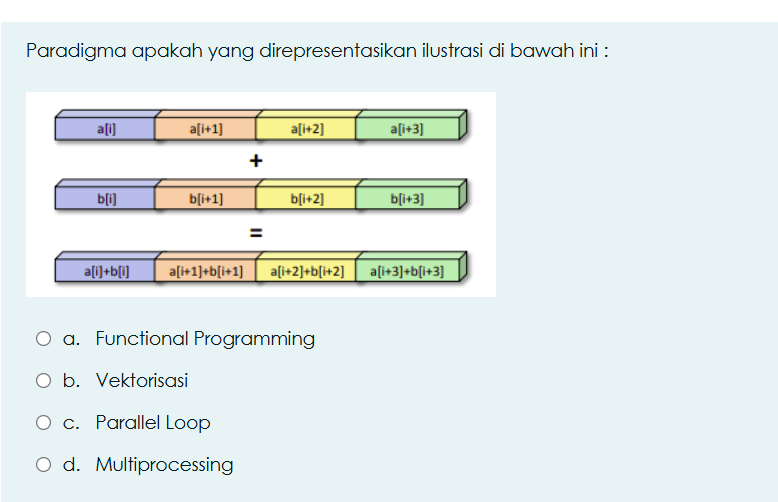 Paradigma apakah yang direpresentasikan ilustrasi di bawah ini :
a[i] a[i+1] a[i+2] a[i+3]
+
b[i] b[i+1] b[i+2] b[i+3]
=
a[i]+b[i] a[i+1]+b[i+1] a[i+2]+b[i+2] a[i+3]+b[i+3]
a. Functional Programming
b. Vektorisasi
c. Parallel Loop
d. Multiprocessing